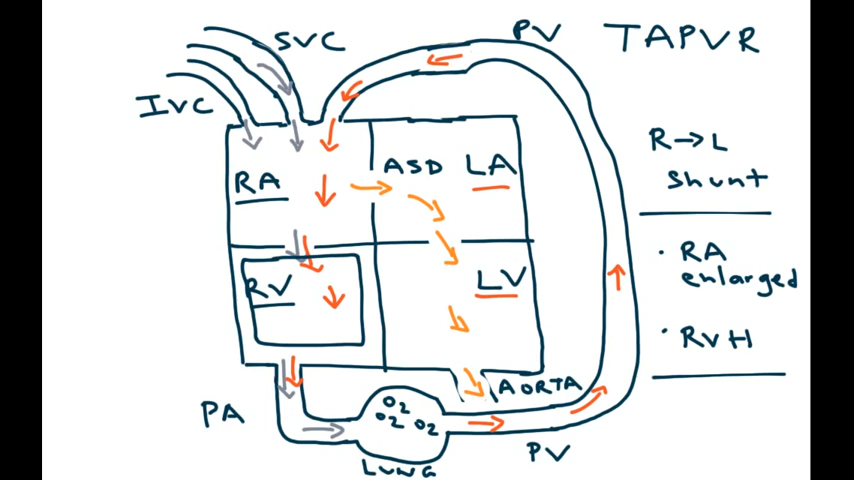 SVC
PV
TAPVR
IVC
R→L
shunt
ASD
LA
RA
RA
enlarged
RV
LV
RVH
AORTA
PA
O2
O2
O2
PV
LUNG